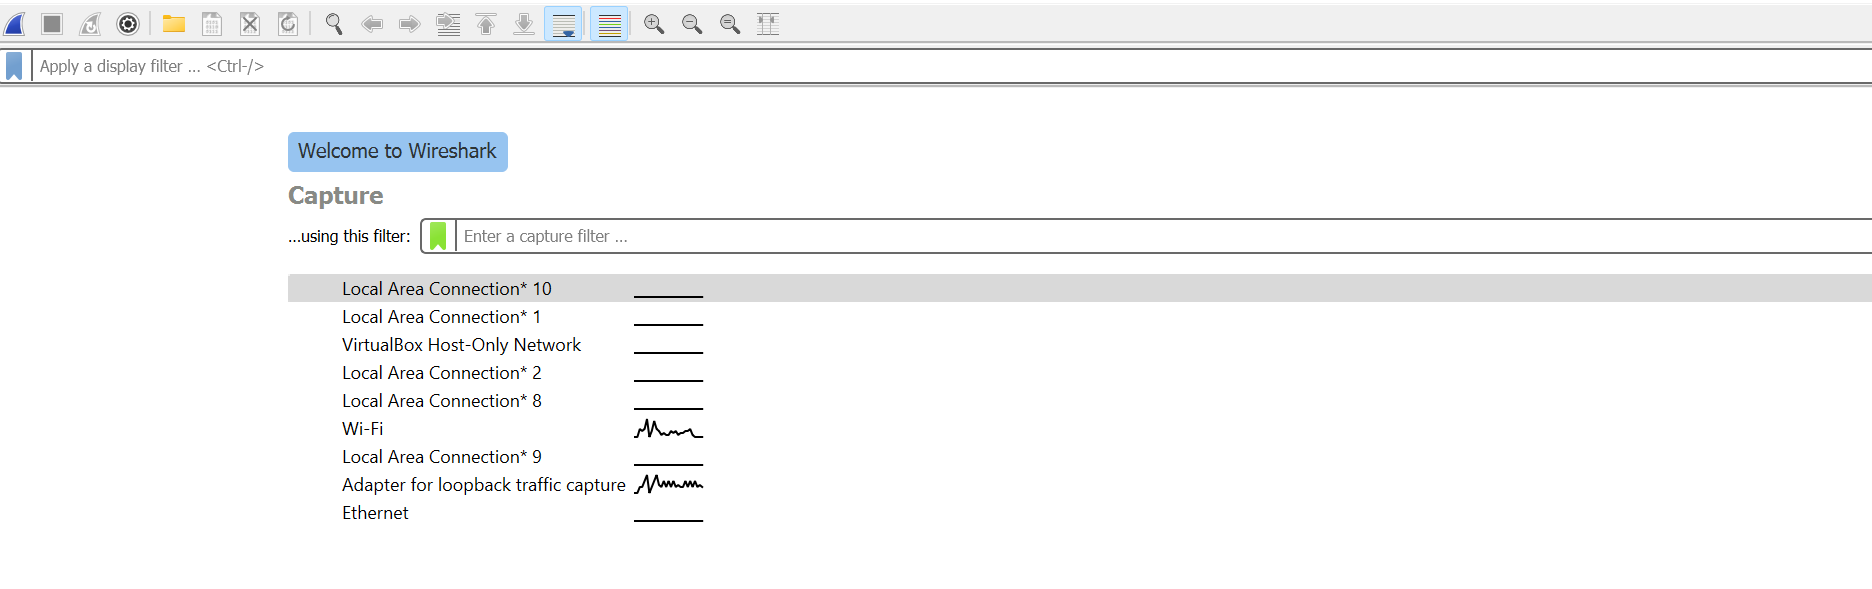 Apply a display filter ... <Ctrl-/>
Welcome to Wireshark
Capture
...using this filter:
Enter a capture filter ...
Local Area Connection* 10
Local Area Connection* 1
VirtualBox Host-Only Network
Local Area Connection* 2
Local Area Connection* 8
Wi-Fi
Local Area Connection* 9
Adapter for loopback traffic capture
Ethernet